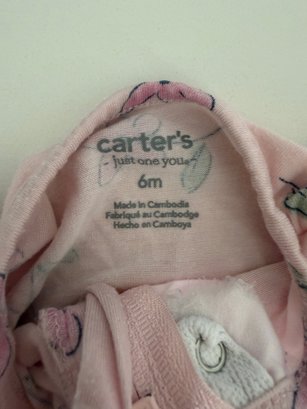 carter's
- just one you -
6m
Made in Cambodia
Fabriqué au Cambodge
Hecho en Camboya